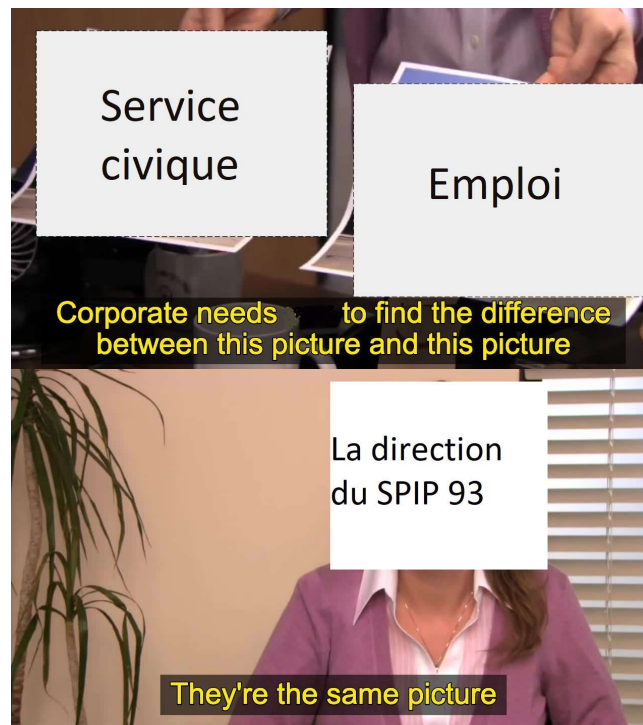 Service
civique
Emploi
Corporate needs to find the difference
between this picture and this picture
La direction
du SPIP 93
They're the same picture